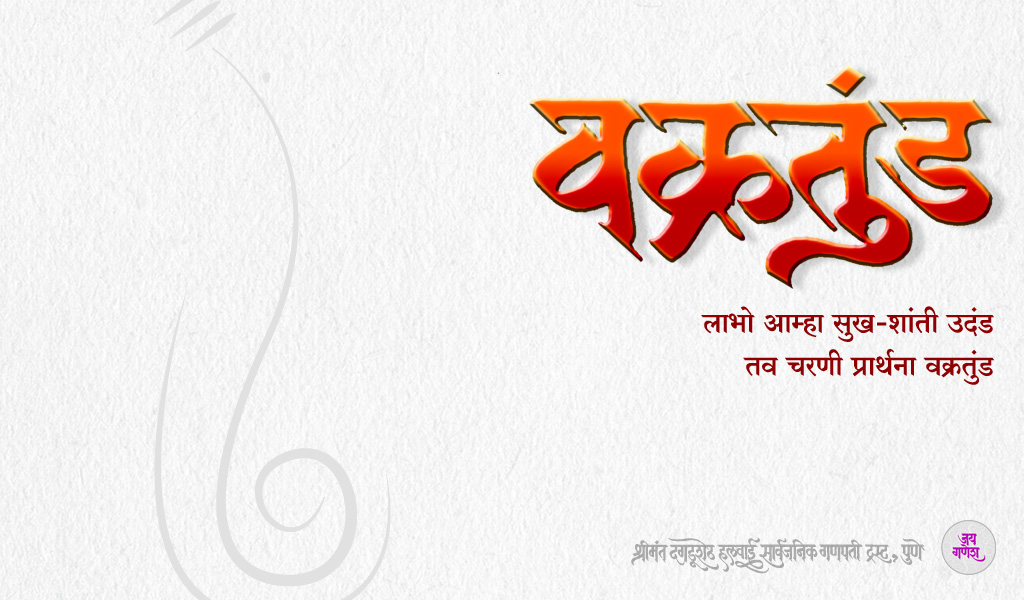 वक्रतुंड
लाभो आम्हा सुख-शांती उदंड
तव चरणी प्रार्थना वक्रतुंड
श्रीमंत दगडूशेठ हलवाई सार्वजनिक गणपती ट्रस्ट, पुणे
जय
गणेश